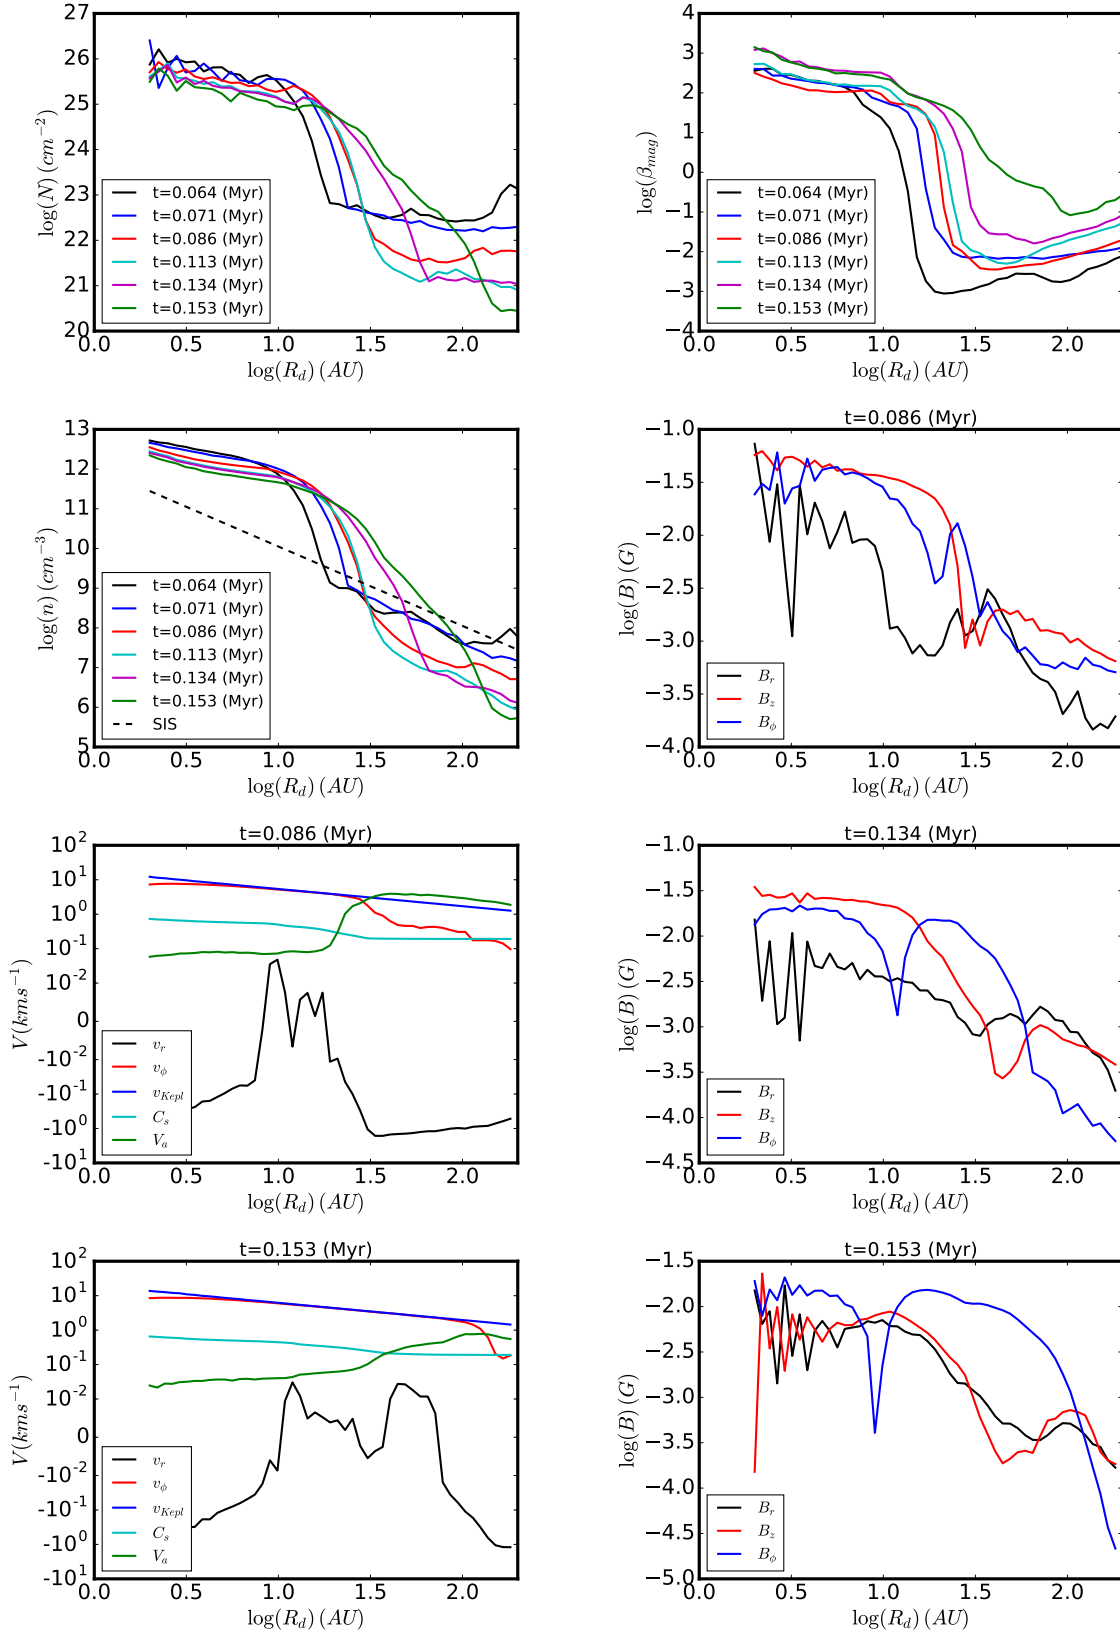 27
26
25
24
23
22
21
20
log(N) (cm⁻²)
t=0.064 (Myr)
t=0.071 (Myr)
t=0.086 (Myr)
t=0.113 (Myr)
t=0.134 (Myr)
t=0.153 (Myr)
0.0 0.5 1.0 1.5 2.0
log(R_d) (AU)
4
3
2
1
0
−1
−2
−3
−4
log(β_mag)
t=0.064 (Myr)
t=0.071 (Myr)
t=0.086 (Myr)
t=0.113 (Myr)
t=0.134 (Myr)
t=0.153 (Myr)
0.0 0.5 1.0 1.5 2.0
log(R_d) (AU)
13
12
11
10
9
8
7
6
5
log(n) (cm⁻³)
t=0.064 (Myr)
t=0.071 (Myr)
t=0.086 (Myr)
t=0.113 (Myr)
t=0.134 (Myr)
t=0.153 (Myr)
SIS
0.0 0.5 1.0 1.5 2.0
log(R_d) (AU)
t=0.086 (Myr)
−1.0
−1.5
−2.0
−2.5
−3.0
−3.5
−4.0
log(B) (G)
B_r
B_z
B_ϕ
0.0 0.5 1.0 1.5 2.0
log(R_d) (AU)
t=0.086 (Myr)
10²
10¹
10⁰
10⁻¹
10⁻²
0
-10⁻²
-10⁻¹
-10⁰
-10¹
V(kms⁻¹)
v_r
v_ϕ
v_Kepl
C_s
V_a
0.0 0.5 1.0 1.5 2.0
log(R_d) (AU)
t=0.134 (Myr)
−1.0
−1.5
−2.0
−2.5
−3.0
−3.5
−4.0
−4.5
log(B) (G)
B_r
B_z
B_ϕ
0.0 0.5 1.0 1.5 2.0
log(R_d) (AU)
t=0.153 (Myr)
10²
10¹
10⁰
10⁻¹
10⁻²
0
-10⁻²
-10⁻¹
-10⁰
-10¹
V(kms⁻¹)
v_r
v_ϕ
v_Kepl
C_s
V_a
0.0 0.5 1.0 1.5 2.0
log(R_d) (AU)
t=0.153 (Myr)
−1.5
−2.0
−2.5
−3.0
−3.5
−4.0
−4.5
−5.0
log(B) (G)
B_r
B_z
B_ϕ
0.0 0.5 1.0 1.5 2.0
log(R_d) (AU)